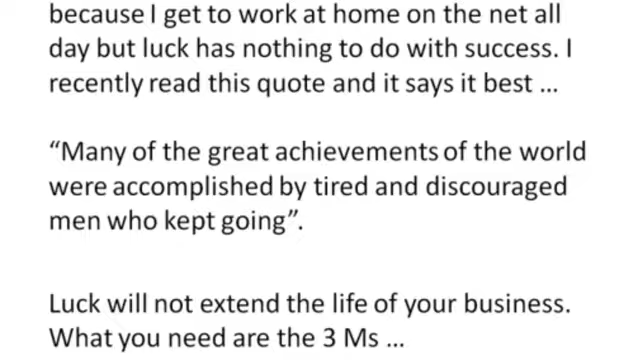 because I get to work at home on the net all
day but luck has nothing to do with success. I
recently read this quote and it says it best ...
“Many of the great achievements of the world
were accomplished by tired and discouraged
men who kept going”.
Luck will not extend the life of your business.
What you need are the 3 Ms ...